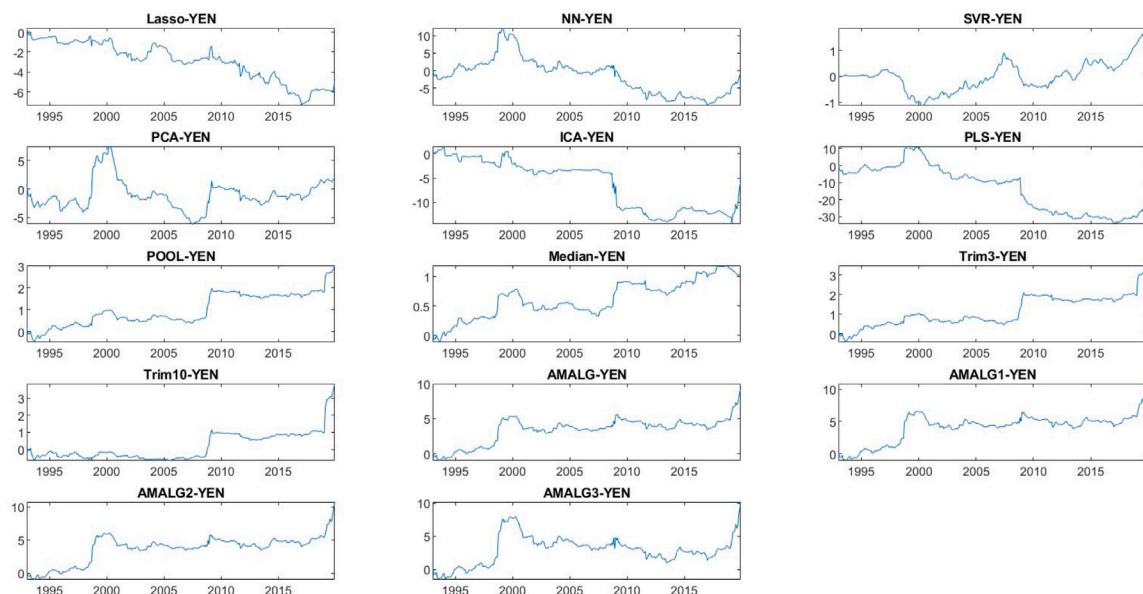 Lasso-YEN NN-YEN SVR-YEN
0 -2 -4 -6
10 5 0 -5
1 0 -1
1995 2000 2005 2010 2015 1995 2000 2005 2010 2015 1995 2000 2005 2010 2015
PCA-YEN ICA-YEN PLS-YEN
5 0 -5
0 -5 -10
10 0 -10 -20 -30
1995 2000 2005 2010 2015 1995 2000 2005 2010 2015 1995 2000 2005 2010 2015
POOL-YEN Median-YEN Trim3-YEN
3 2 1 0
1 0.5 0
3 2 1 0
1995 2000 2005 2010 2015 1995 2000 2005 2010 2015 1995 2000 2005 2010 2015
Trim10-YEN AMALG-YEN AMALG1-YEN
3 2 1 0
10 5 0
10 5 0
1995 2000 2005 2010 2015 1995 2000 2005 2010 2015 1995 2000 2005 2010 2015
AMALG2-YEN AMALG3-YEN
10 5 0
10 5 0
1995 2000 2005 2010 2015 1995 2000 2005 2010 2015